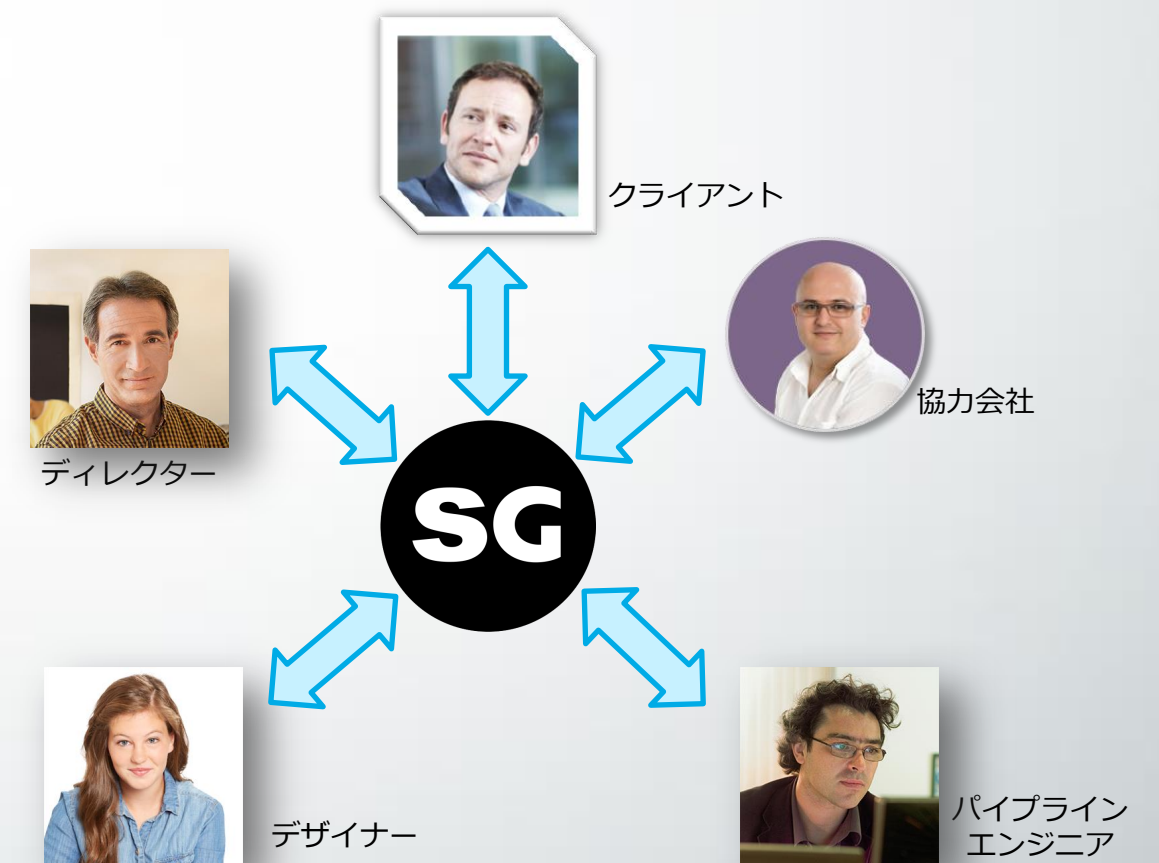 クライアント
協力会社
ディレクター
SG
デザイナー
パイプライン
エンジニア